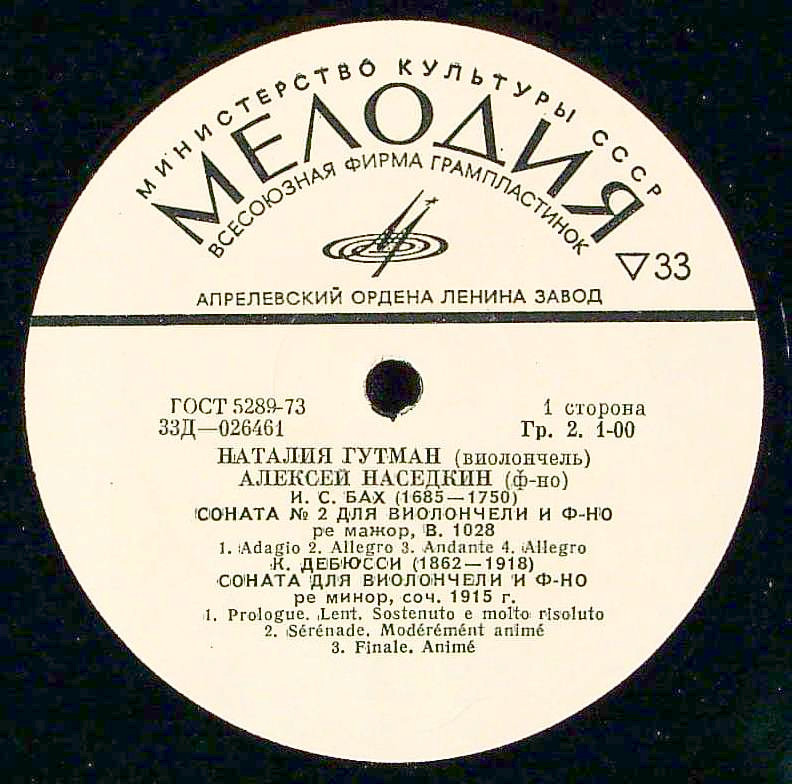 МИНИСТЕРСТВО КУЛЬТУРЫ СССР
МЕЛОДИЯ
ВСЕСОЮЗНАЯ ФИРМА ГРАМПЛАСТИНОК
▽33
АПРЕЛЕВСКИЙ ОРДЕНА ЛЕНИНА ЗАВОД
ГОСТ 5289-73
1 сторона
33Д—026461
Гр. 2. 1-00
НАТАЛИЯ ГУТМАН (виолончель)
АЛЕКСЕЙ НАСЕДКИН (ф-но)
И. С. БАХ (1685—1750)
СОНАТА № 2 ДЛЯ ВИОЛОНЧЕЛИ И Ф-НО
ре мажор, В. 1028
1. Adagio 2. Allegro 3. Andante 4. Allegro
К. ДЕБЮССИ (1862—1918)
СОНАТА ДЛЯ ВИОЛОНЧЕЛИ И Ф-НО
ре минор, соч. 1915 г.
1. Prologue. Lent. Sostenuto e molto risoluto
2. Sérénade. Modérémént animé
3. Finale. Animé